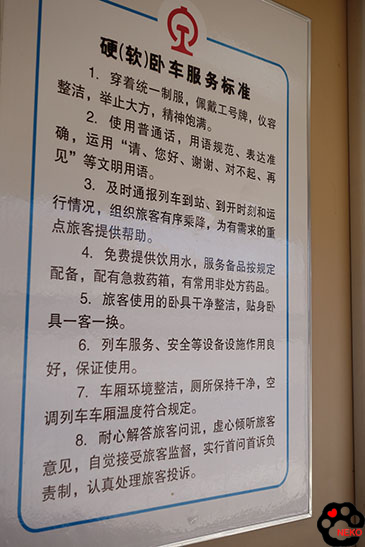 硬(软)卧车服务标准
1. 穿着统一制服，佩戴工号牌，仪容
整洁，举止大方，精神饱满。
2. 使用普通话，用语规范、表达准
确，运用“请、您好、谢谢、对不起、再
见”等文明用语。
3. 及时通报列车到站、到开时刻和运
行情况，组织旅客有序乘降，为有需求的重
点旅客提供帮助。
4. 免费提供饮用水，服务备品按规定
配备，配有急救药箱，有常用非处方药品。
5. 旅客使用的卧具干净整洁，贴身卧
具一客一换。
6. 列车服务、安全等设备设施作用良
好，保证使用。
7. 车厢环境整洁，厕所保持干净，空
调列车车厢温度符合规定。
8. 耐心解答旅客问讯，虚心倾听旅客
意见，自觉接受旅客监督，实行首问首诉负
责制，认真处理旅客投诉。
NEKO